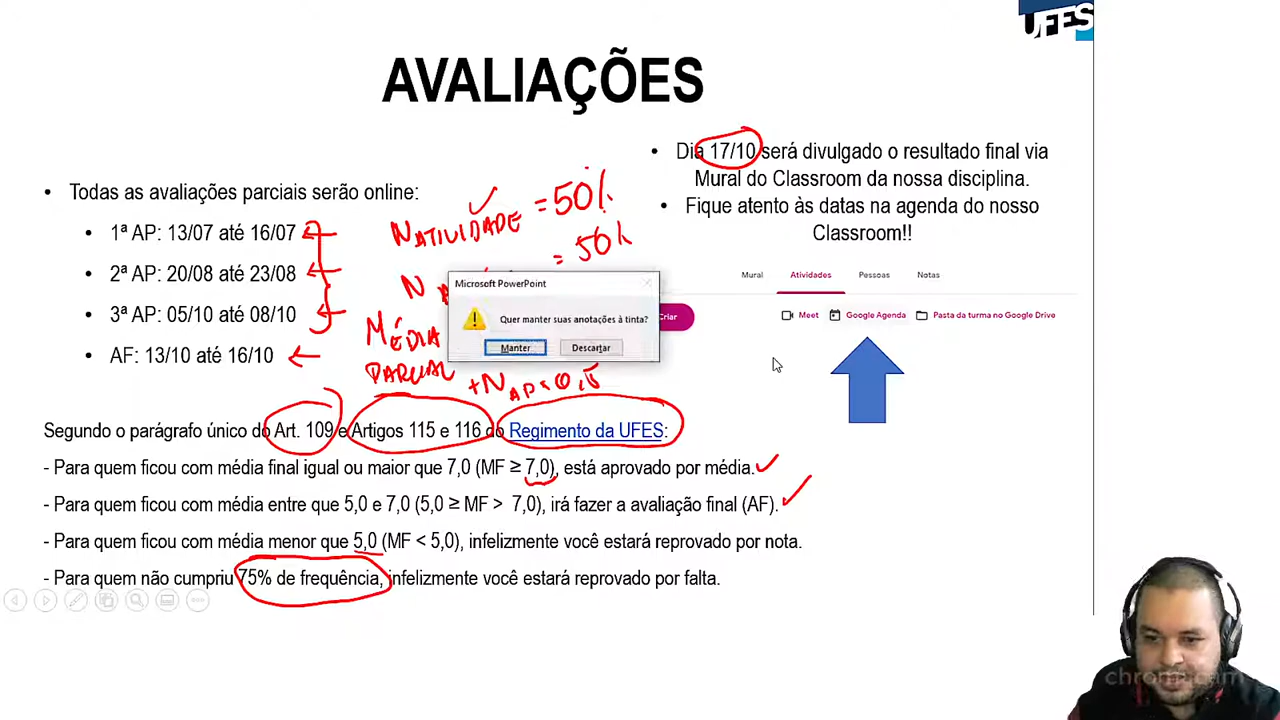 UFES
AVALIAÇÕES
• Todas as avaliações parciais serão online:
• 1ª AP: 13/07 até 16/07
• 2ª AP: 20/08 até 23/08
• 3ª AP: 05/10 até 08/10
• AF: 13/10 até 16/10
NATIVIDADE = 50%
= 50%
N
MÉDIA
PARCIAL
+ NAP x 0,5
• Dia 17/10 será divulgado o resultado final via
Mural do Classroom da nossa disciplina.
• Fique atento às datas na agenda do nosso
Classroom!!
Mural Atividades Pessoas Notas
Criar
Meet Google Agenda Pasta da turma no Google Drive
Microsoft PowerPoint
Quer manter suas anotações à tinta?
Manter Descartar
Segundo o parágrafo único do Art. 109 e Artigos 115 e 116 do Regimento da UFES:
- Para quem ficou com média final igual ou maior que 7,0 (MF ≥ 7,0), está aprovado por média.
- Para quem ficou com média entre que 5,0 e 7,0 (5,0 ≥ MF > 7,0), irá fazer a avaliação final (AF).
- Para quem ficou com média menor que 5,0 (MF < 5,0), infelizmente você estará reprovado por nota.
- Para quem não cumpriu 75% de frequência, infelizmente você estará reprovado por falta.
chroma cam